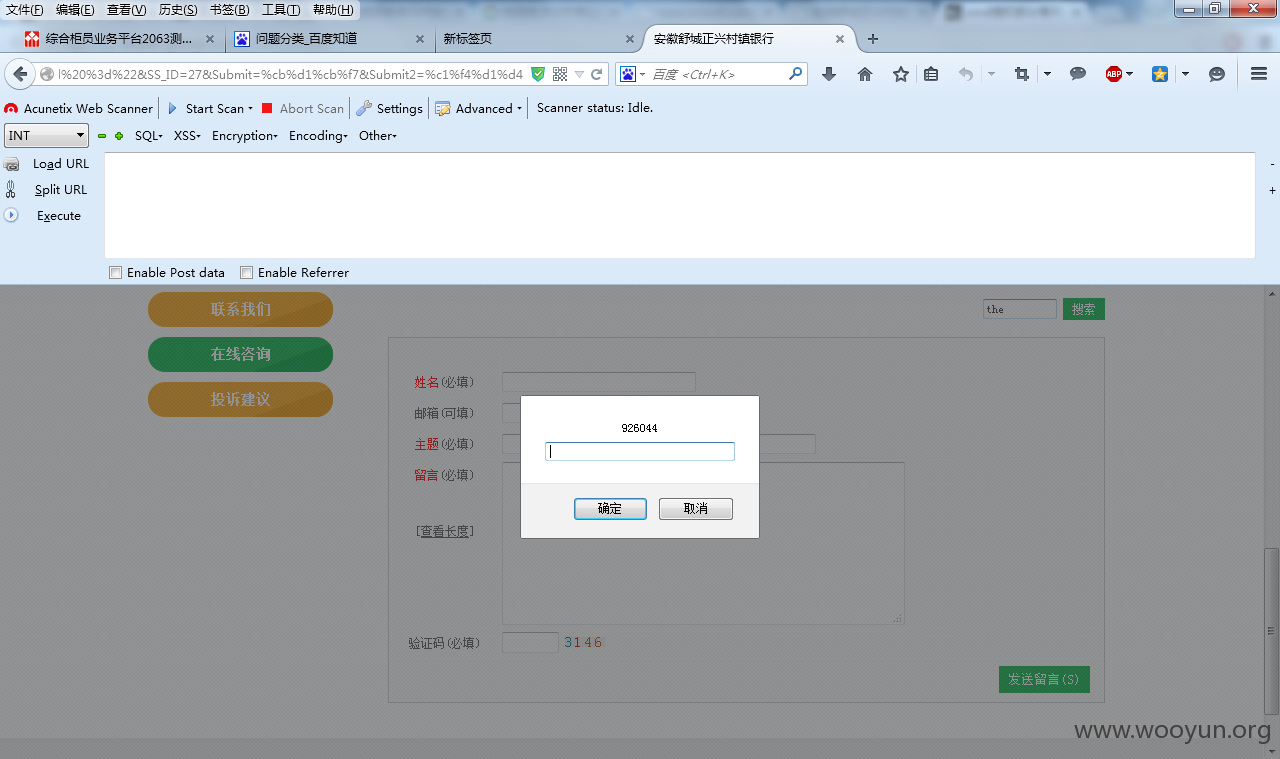 文件(F) 编辑(E) 查看(V) 历史(S) 书签(B) 工具(T) 帮助(H)
综合柜员业务平台2063测... 问题分类_百度知道 新标签页 安徽舒城正兴村镇银行
l%20%3d%22&SS_ID=27&Submit=%cb%d1%cb%f7&Submit2=%c1%f4%d1%d4 百度 <Ctrl+K> ABP
Acunetix Web Scanner Start Scan Abort Scan Settings Advanced Scanner status: Idle.
INT SQL XSS Encryption Encoding Other
Load URL
Split URL
Execute
Enable Post data Enable Referrer
联系我们
the 搜索
在线咨询
投诉建议
姓名(必填)
邮箱(可填)
主题(必填)
留言(必填)
[查看长度]
926044
确定 取消
验证码(必填) 3146
发送留言(S)
www.wooyun.org